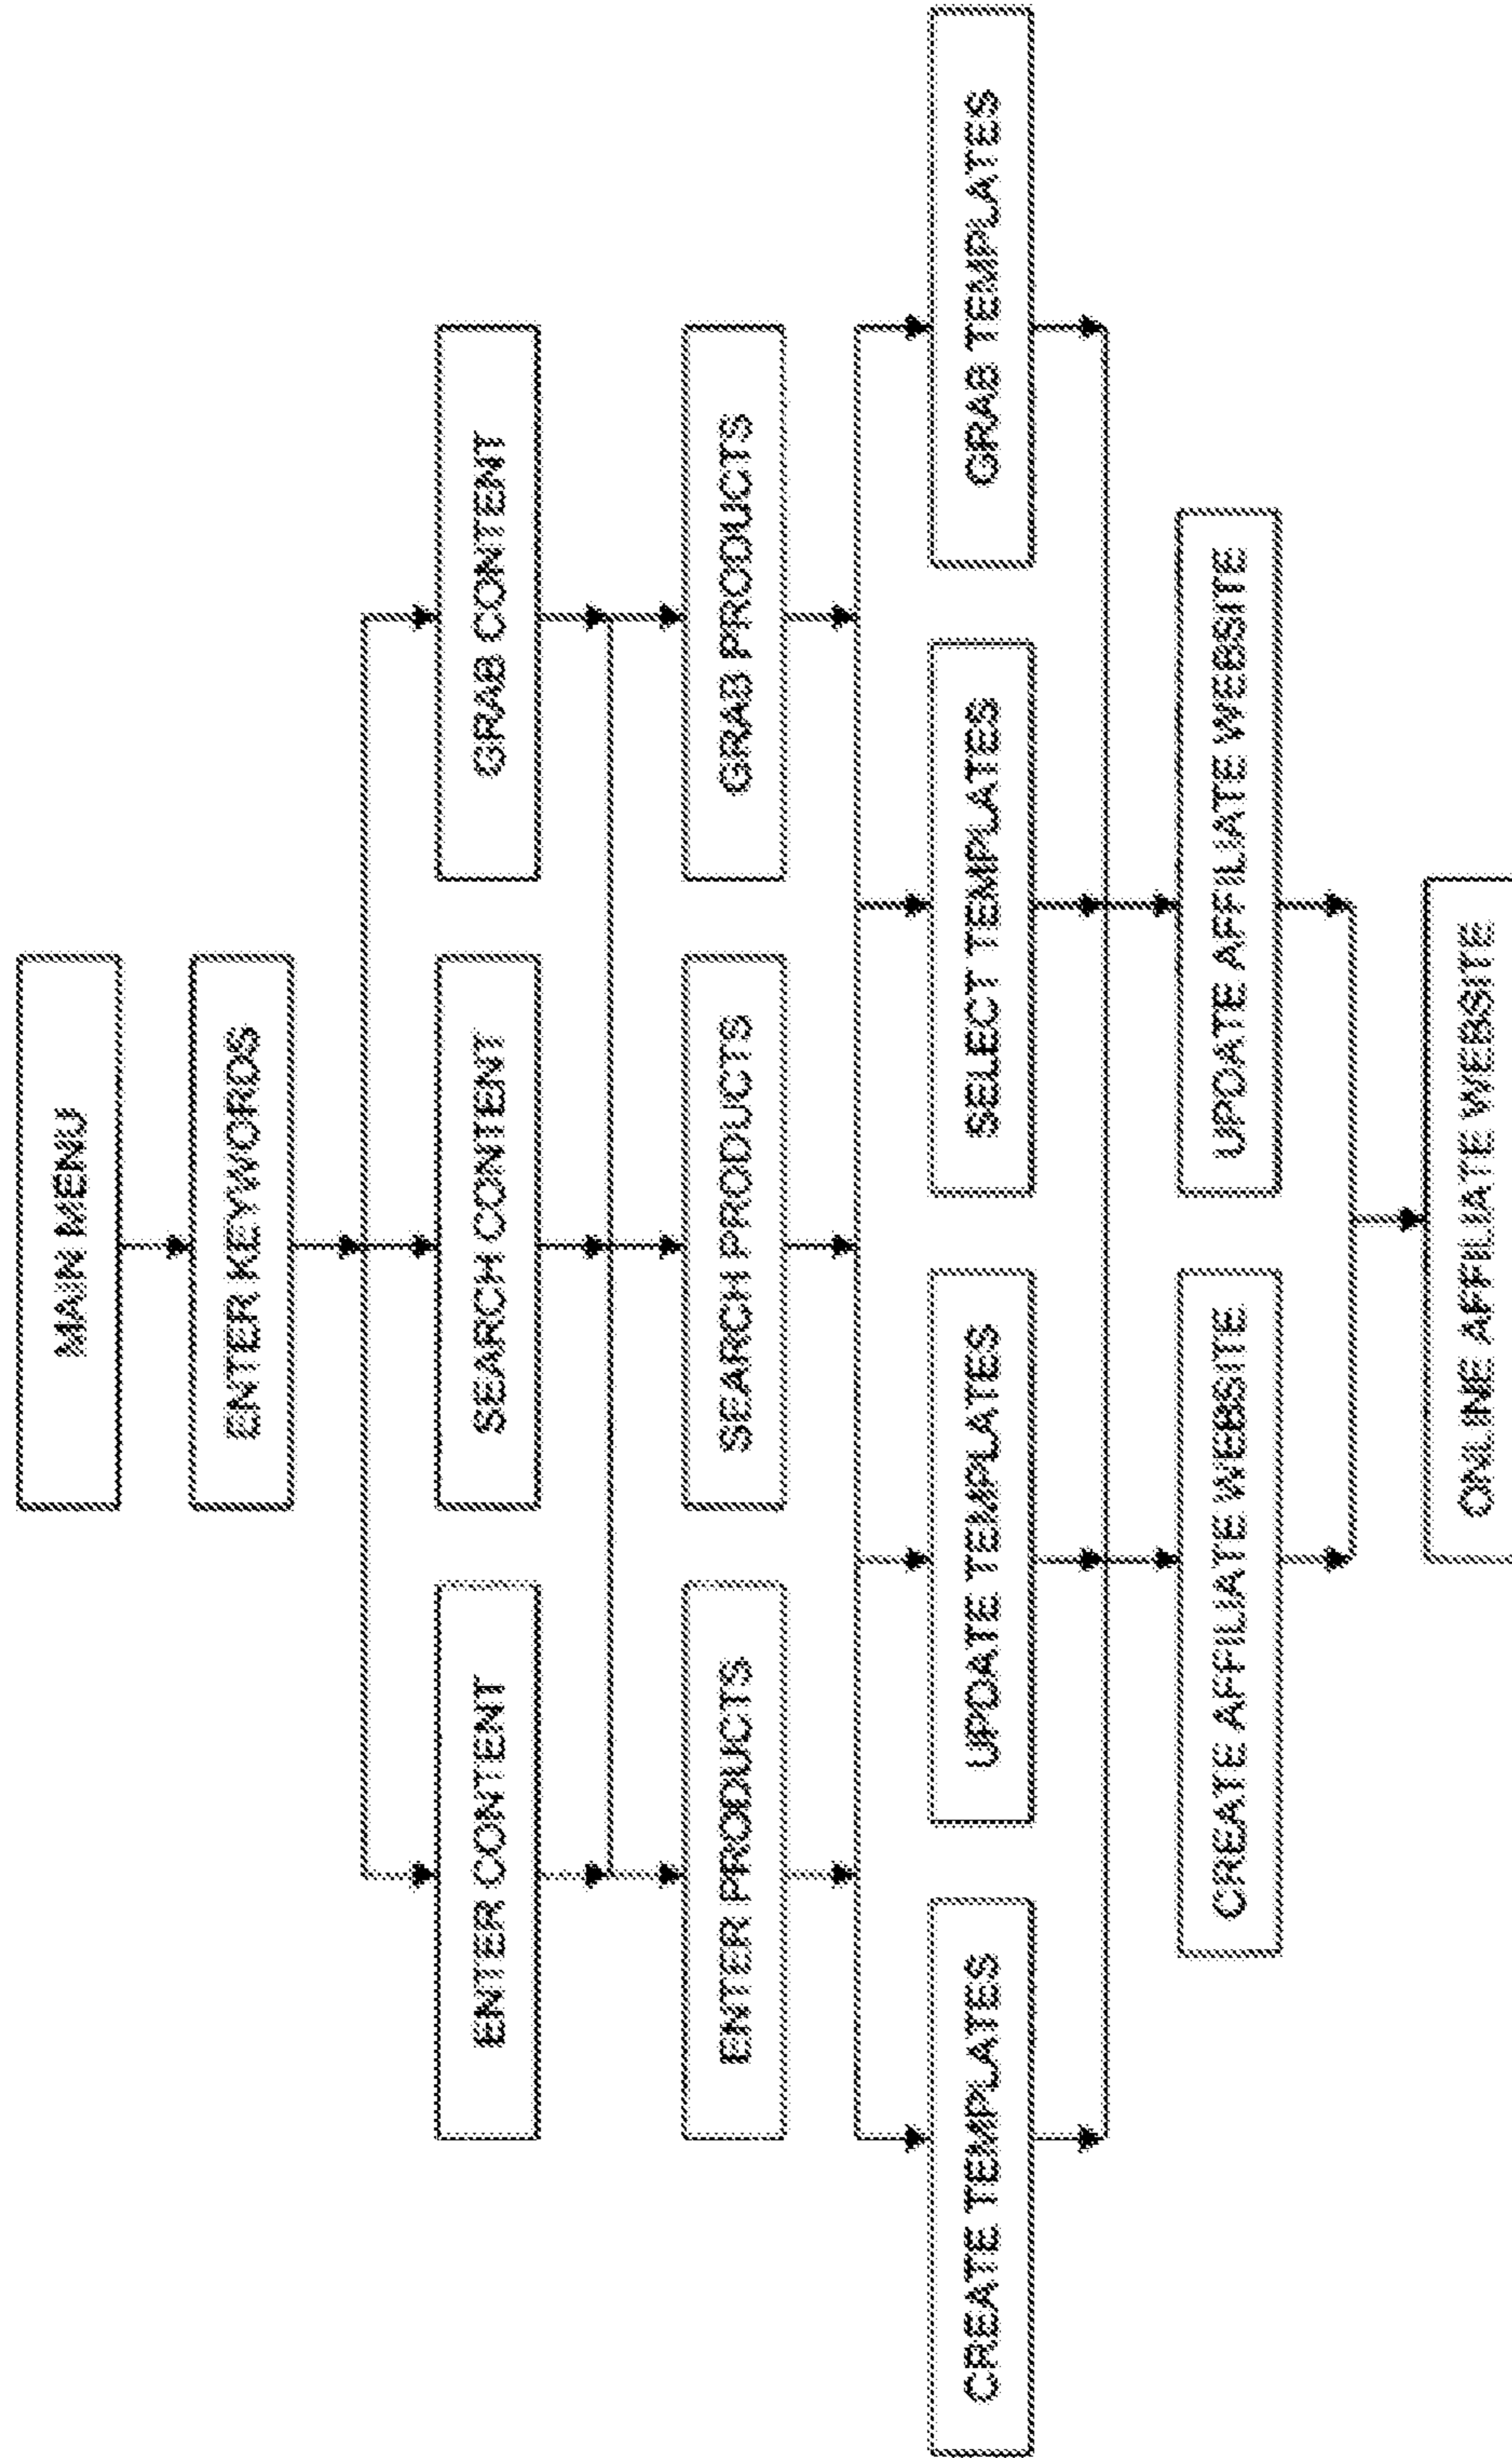 MAIN MENU
ENTER KEYWORDS
ENTER CONTENT
SEARCH CONTENT
GRAB CONTENT
ENTER PRODUCTS
SEARCH PRODUCTS
GRAB PRODUCTS
CREATE TEMPLATES
UPDATE TEMPLATES
SELECT TEMPLATES
GRAB TEMPLATES
CREATE AFFILIATE WEBSITE
UPDATE AFFILIATE WEBSITE
ONLINE AFFILIATE WEBSITE